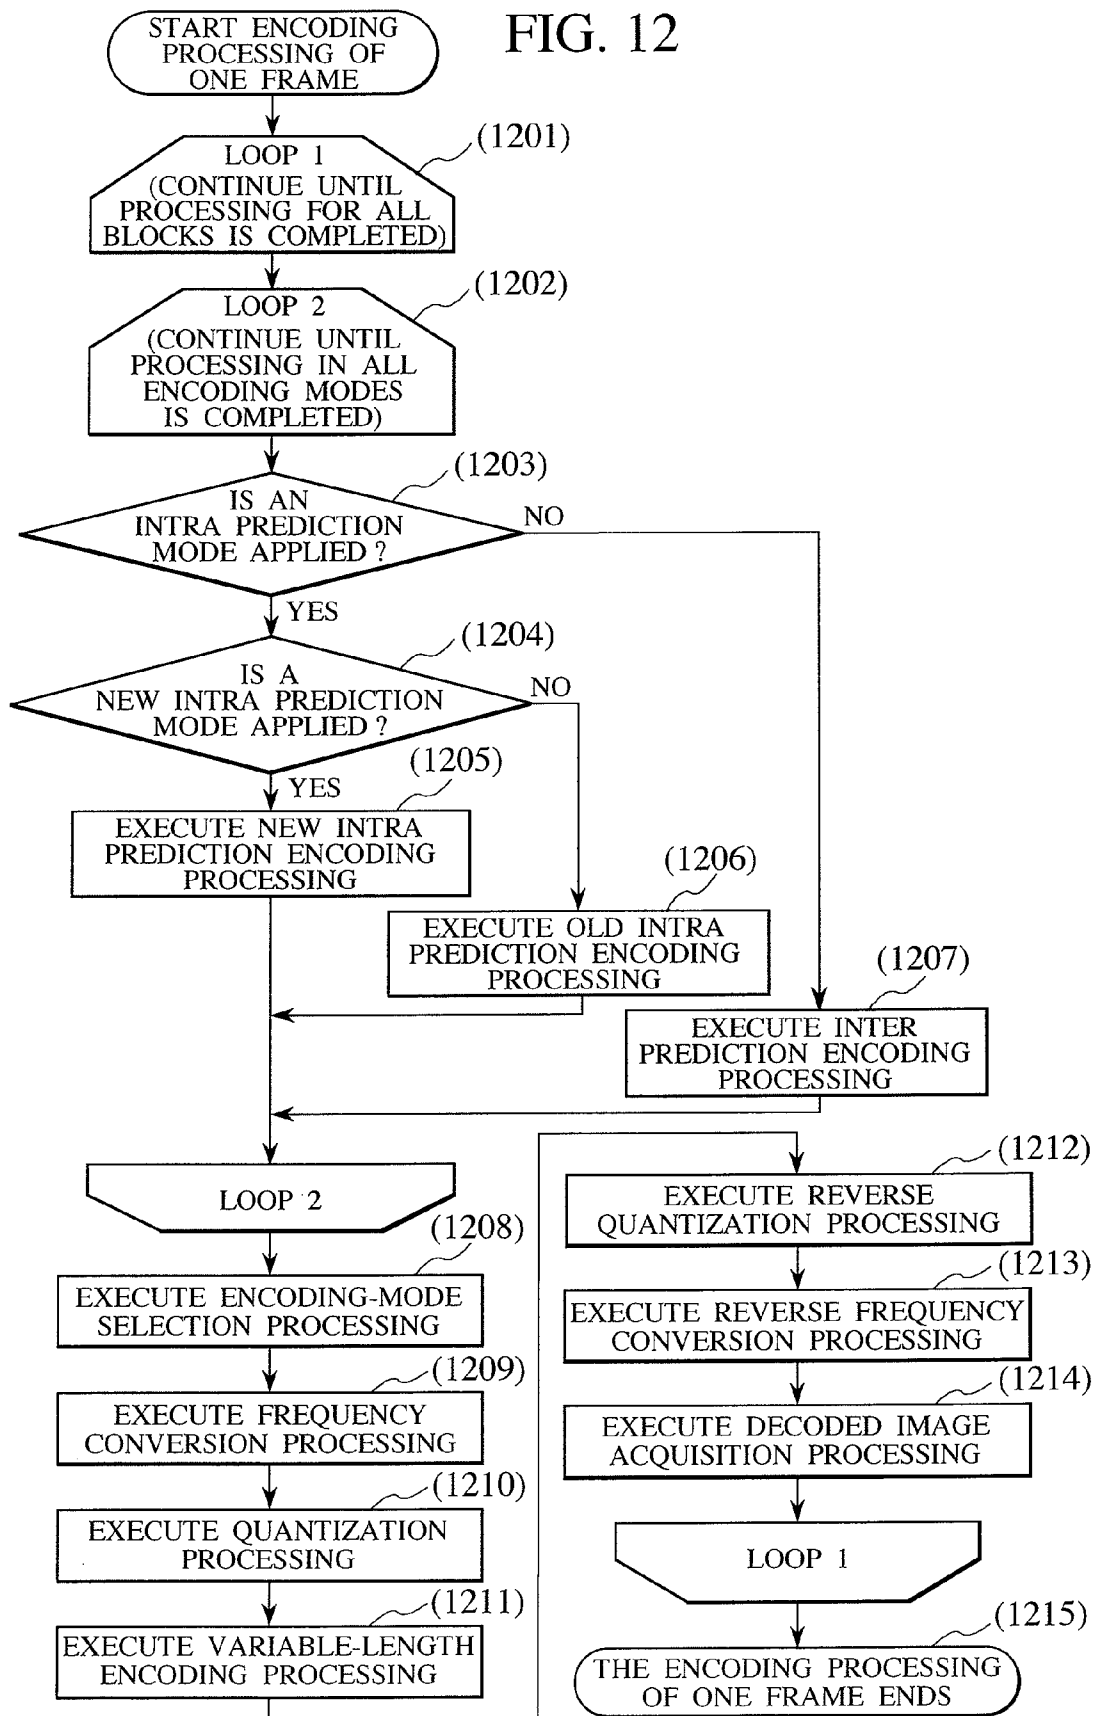 FIG. 12
START ENCODING
PROCESSING OF
ONE FRAME
(1201)
LOOP 1
(CONTINUE UNTIL
PROCESSING FOR ALL
BLOCKS IS COMPLETED)
(1202)
LOOP 2
(CONTINUE UNTIL
PROCESSING IN ALL
ENCODING MODES
IS COMPLETED)
(1203)
IS AN
INTRA PREDICTION
MODE APPLIED ?
NO
YES
(1204)
IS A
NEW INTRA PREDICTION
MODE APPLIED ?
NO
YES
(1205)
EXECUTE NEW INTRA
PREDICTION ENCODING
PROCESSING
(1206)
EXECUTE OLD INTRA
PREDICTION ENCODING
PROCESSING
(1207)
EXECUTE INTER
PREDICTION ENCODING
PROCESSING
LOOP 2
(1208)
EXECUTE ENCODING-MODE
SELECTION PROCESSING
(1209)
EXECUTE FREQUENCY
CONVERSION PROCESSING
(1210)
EXECUTE QUANTIZATION
PROCESSING
(1211)
EXECUTE VARIABLE-LENGTH
ENCODING PROCESSING
(1212)
EXECUTE REVERSE
QUANTIZATION PROCESSING
(1213)
EXECUTE REVERSE FREQUENCY
CONVERSION PROCESSING
(1214)
EXECUTE DECODED IMAGE
ACQUISITION PROCESSING
LOOP 1
(1215)
THE ENCODING PROCESSING
OF ONE FRAME ENDS